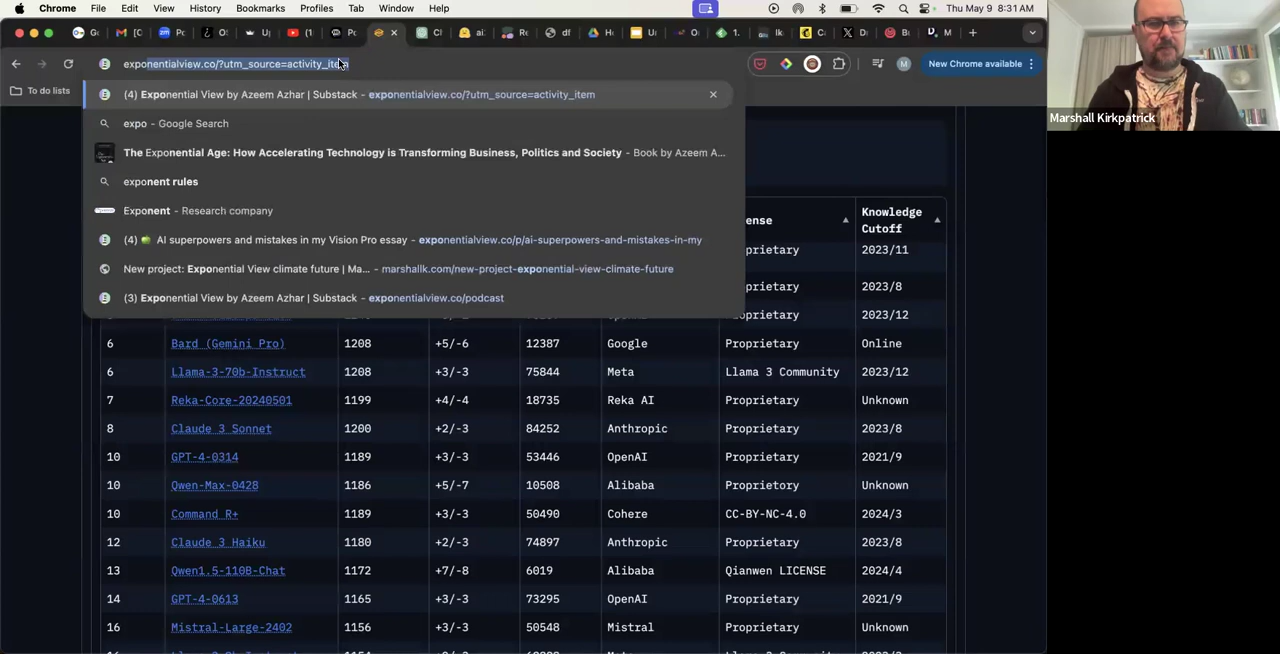 Chrome File Edit View History Bookmarks Profiles Tab Window Help Thu May 9 8:31 AM
exponentialview.co/?utm_source=activity_item
New Chrome available
M
To do lists
(4) Exponential View by Azeem Azhar | Substack - exponentialview.co/?utm_source=activity_item
expo - Google Search
The Exponential Age: How Accelerating Technology is Transforming Business, Politics and Society - Book by Azeem A...
exponent rules
Exponent - Research company
(4) 🍏 AI superpowers and mistakes in my Vision Pro essay - exponentialview.co/p/ai-superpowers-and-mistakes-in-my
New project: Exponential View climate future | Ma... - marshallk.com/new-project-exponential-view-climate-future
(3) Exponential View by Azeem Azhar | Substack - exponentialview.co/podcast
Marshall Kirkpatrick
ense Knowledge Cutoff
oprietary 2023/11
oprietary 2023/8
oprietary 2023/12
6 Bard (Gemini Pro) 1208 +5/-6 12387 Google Proprietary Online
6 Llama-3-70b-Instruct 1208 +3/-3 75844 Meta Llama 3 Community 2023/12
7 Reka-Core-20240501 1199 +4/-4 18735 Reka AI Proprietary Unknown
8 Claude 3 Sonnet 1200 +2/-3 84252 Anthropic Proprietary 2023/8
10 GPT-4-0314 1189 +3/-3 53446 OpenAI Proprietary 2021/9
10 Qwen-Max-0428 1186 +5/-7 10508 Alibaba Proprietory Unknown
10 Command R+ 1189 +3/-3 50490 Cohere CC-BY-NC-4.0 2024/3
12 Claude 3 Haiku 1180 +2/-3 74897 Anthropic Proprietary 2023/8
13 Qwen1.5-110B-Chat 1172 +7/-8 6019 Alibaba Qianwen LICENSE 2024/4
14 GPT-4-0613 1165 +3/-3 73295 OpenAI Proprietary 2021/9
16 Mistral-Large-2402 1156 +3/-3 50548 Mistral Proprietary Unknown